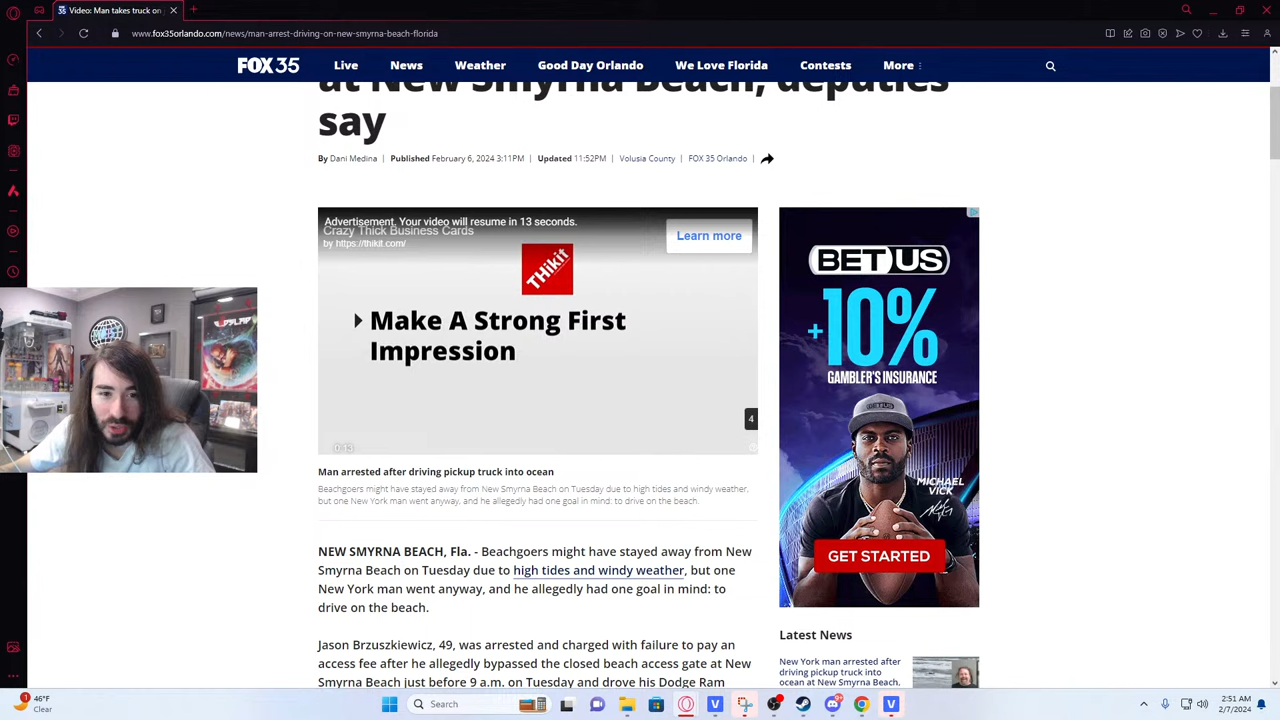 Video: Man takes truck on
www.fox35orlando.com/news/man-arrest-driving-on-new-smyrna-beach-florida
FOX 35
Live
News
Weather
Good Day Orlando
We Love Florida
Contests
More
at New Smyrna Beach, deputies
say
By Dani Medina | Published February 6, 2024 3:11PM | Updated 11:52PM | Volusia County | FOX 35 Orlando |
Advertisement. Your video will resume in 13 seconds.
Crazy Thick Business Cards
by https://thikit.com/
Learn more
THikit
Make A Strong First
Impression
4
0:13
Man arrested after driving pickup truck into ocean
Beachgoers might have stayed away from New Smyrna Beach on Tuesday due to high tides and windy weather,
but one New York man went anyway, and he allegedly had one goal in mind: to drive on the beach.
NEW SMYRNA BEACH, Fla. - Beachgoers might have stayed away from New
Smyrna Beach on Tuesday due to high tides and windy weather, but one
New York man went anyway, and he allegedly had one goal in mind: to
drive on the beach.
Jason Brzuszkiewicz, 49, was arrested and charged with failure to pay an
access fee after he allegedly bypassed the closed beach access gate at New
Smyrna Beach just before 9 a.m. on Tuesday and drove his Dodge Ram
BETUS
+10%
GAMBLER'S INSURANCE
MICHAEL
VICK
GET STARTED
Latest News
New York man arrested after
driving pickup truck into
ocean at New Smyrna Beach,
46°F
Clear
Search
3:51 AM
2/7/2024